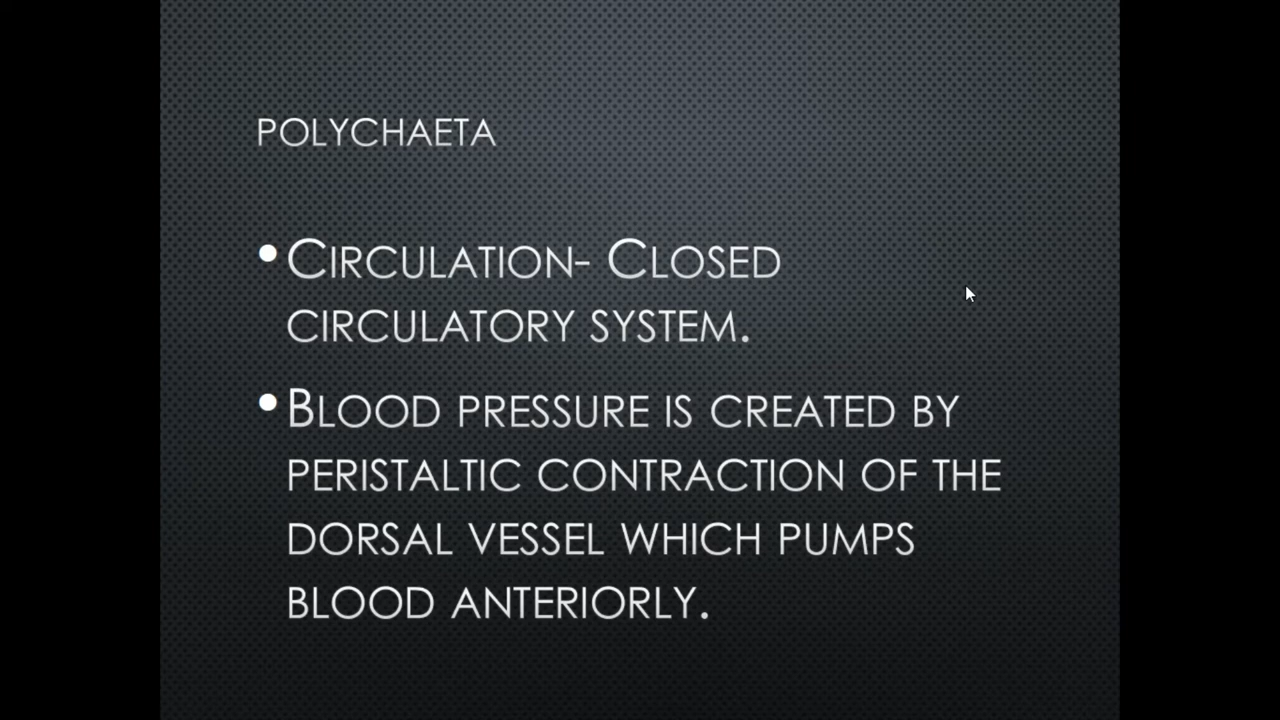 POLYCHAETA
• CIRCULATION- CLOSED
CIRCULATORY SYSTEM.
• BLOOD PRESSURE IS CREATED BY
PERISTALTIC CONTRACTION OF THE
DORSAL VESSEL WHICH PUMPS
BLOOD ANTERIORLY.